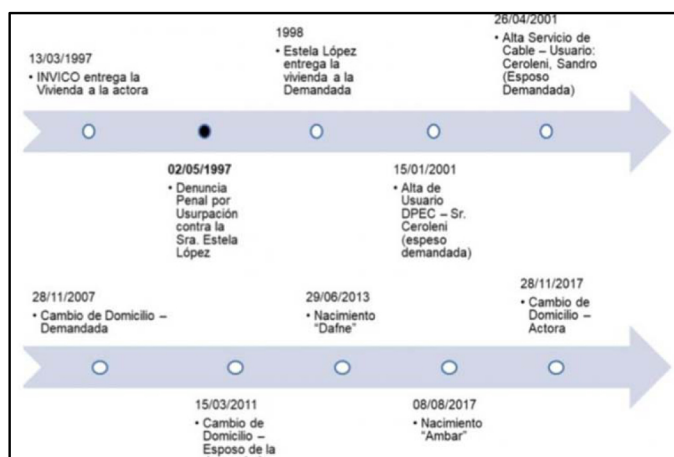 13/03/1997
• INVICO entrega la
Vivienda a la actora
02/05/1997
• Denuncia
Penal por
Usurpación
contra la
Sra. Estela
López
1998
• Estela López
entrega la
vivienda a la
Demandada
15/01/2001
• Alta de
Usuario
DPEC – Sr.
Ceroleni
(espeso
demandada)
26/04/2001
• Alta Servicio de
Cable – Usuario:
Ceroleni, Sandro
(Esposo
Demandada)
28/11/2007
• Cambio de Domicilio –
Demandada
15/03/2011
• Cambio de
Domicilio –
Esposo de la
29/06/2013
• Nacimiento
“Dafne”
08/08/2017
• Nacimiento
“Ambar”
28/11/2017
• Cambio de
Domicilio –
Actora